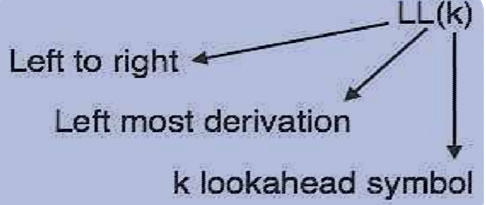 LL(k)
Left to right
Left most derivation
k lookahead symbol